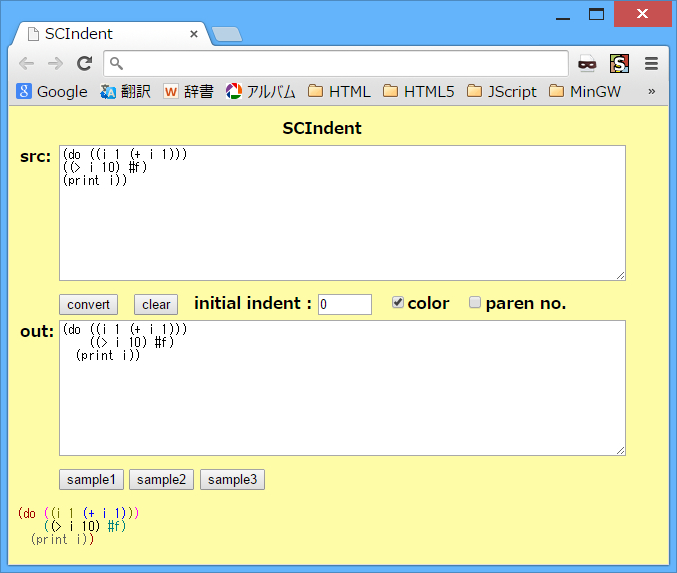 SCIndent
Google 翻訳 辞書 アルバム HTML HTML5 JScript MinGW »
SCIndent
src:
(do ((i 1 (+ i 1)))
((> i 10) #f)
(print i))
convert clear initial indent : 0 color paren no.
out:
(do ((i 1 (+ i 1)))
    ((> i 10) #f)
  (print i))
sample1 sample2 sample3
(do ((i 1 (+ i 1)))
    ((> i 10) #f)
  (print i))